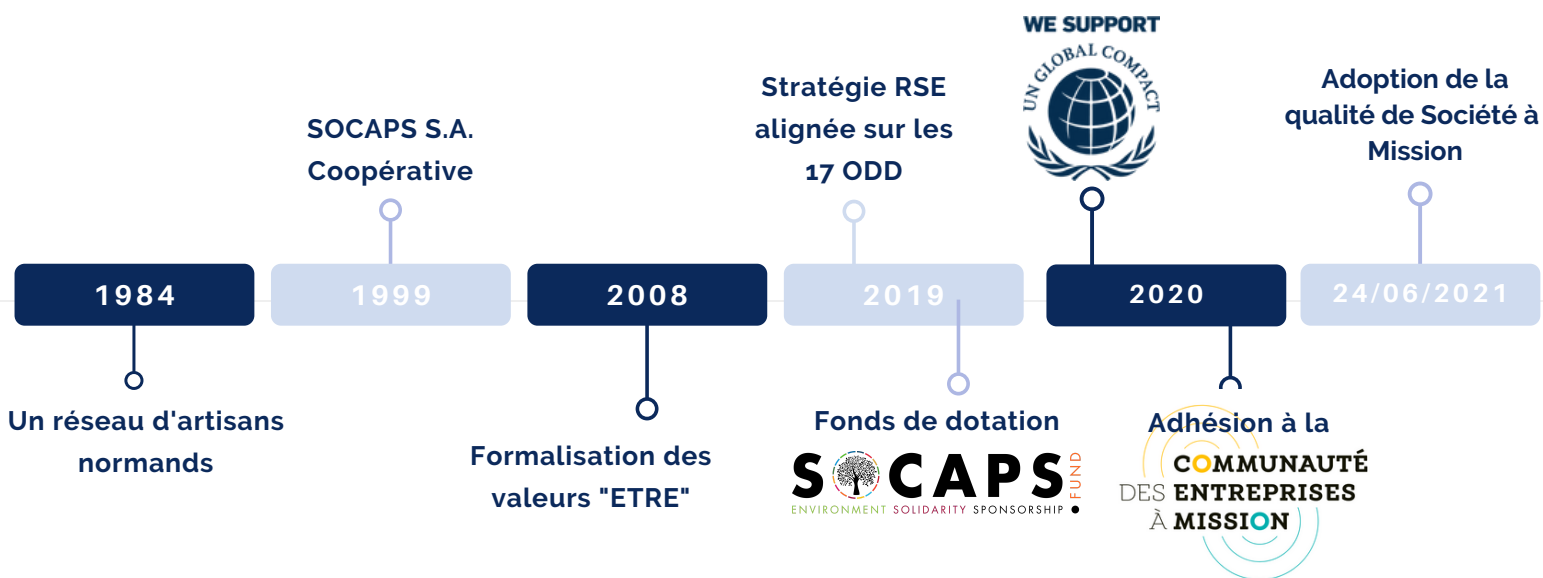 1984
Un réseau d'artisans
normands
SOCAPS S.A.
Coopérative
1999
2008
Formalisation des
valeurs "ETRE"
Stratégie RSE
alignée sur les
17 ODD
2019
Fonds de dotation
SOCAPS
FUND
ENVIRONMENT SOLIDARITY SPONSORSHIP
WE SUPPORT
UN GLOBAL COMPACT
2020
Adhésion à la
COMMUNAUTÉ
DES ENTREPRISES
À MISSION
Adoption de la
qualité de Société à
Mission
24/06/2021